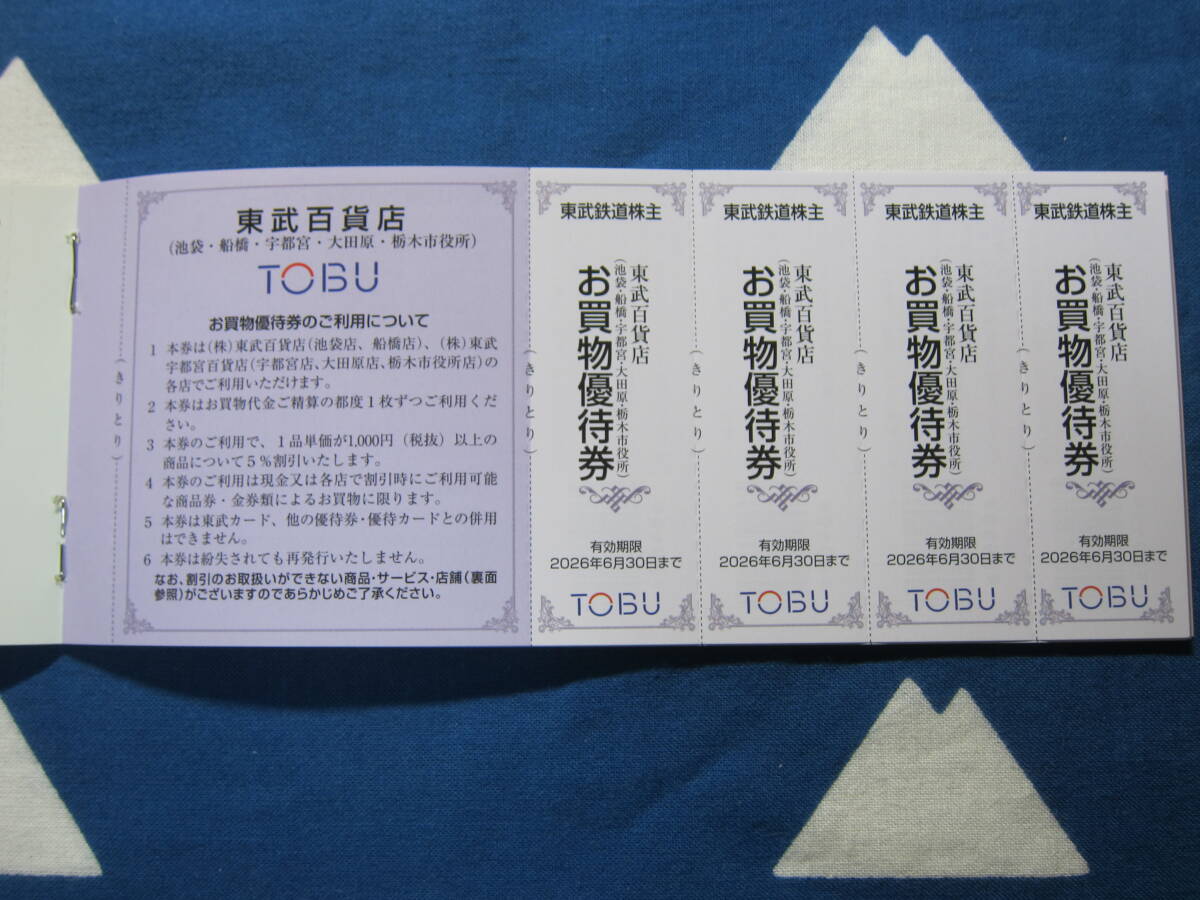 東武百貨店
(池袋・船橋・宇都宮・大田原・栃木市役所)
TOBU
お買物優待券のご利用について
1 本券は(株)東武百貨店(池袋店、船橋店)、(株)東武
宇都宮百貨店(宇都宮店、大田原店、栃木市役所店)の
各店でご利用いただけます。
2 本券はお買物代金ご精算の都度1枚ずつご利用くだ
さい。
3 本券のご利用で、1品単価が1,000円(税抜)以上の
商品について5%割引いたします。
4 本券のご利用は現金又は各店で割引時にご利用可能
な商品券・金券類によるお買物に限ります。
5 本券は東武カード、他の優待券・優待カードとの併用
はできません。
6 本券は紛失されても再発行いたしません。
なお、割引のお取扱いができない商品・サービス・店舗(裏面
参照)がございますのであらかじめご了承ください。
(きりとり)
(きりとり)
東武鉄道株主
東武百貨店
(池袋・船橋・宇都宮・大田原・栃木市役所)
お買物優待券
有効期限
2026年6月30日まで
TOBU
(きりとり)
東武鉄道株主
東武百貨店
(池袋・船橋・宇都宮・大田原・栃木市役所)
お買物優待券
有効期限
2026年6月30日まで
TOBU
(きりとり)
東武鉄道株主
東武百貨店
(池袋・船橋・宇都宮・大田原・栃木市役所)
お買物優待券
有効期限
2026年6月30日まで
TOBU
(きりとり)
東武鉄道株主
東武百貨店
(池袋・船橋・宇都宮・大田原・栃木市役所)
お買物優待券
有効期限
2026年6月30日まで
TOBU